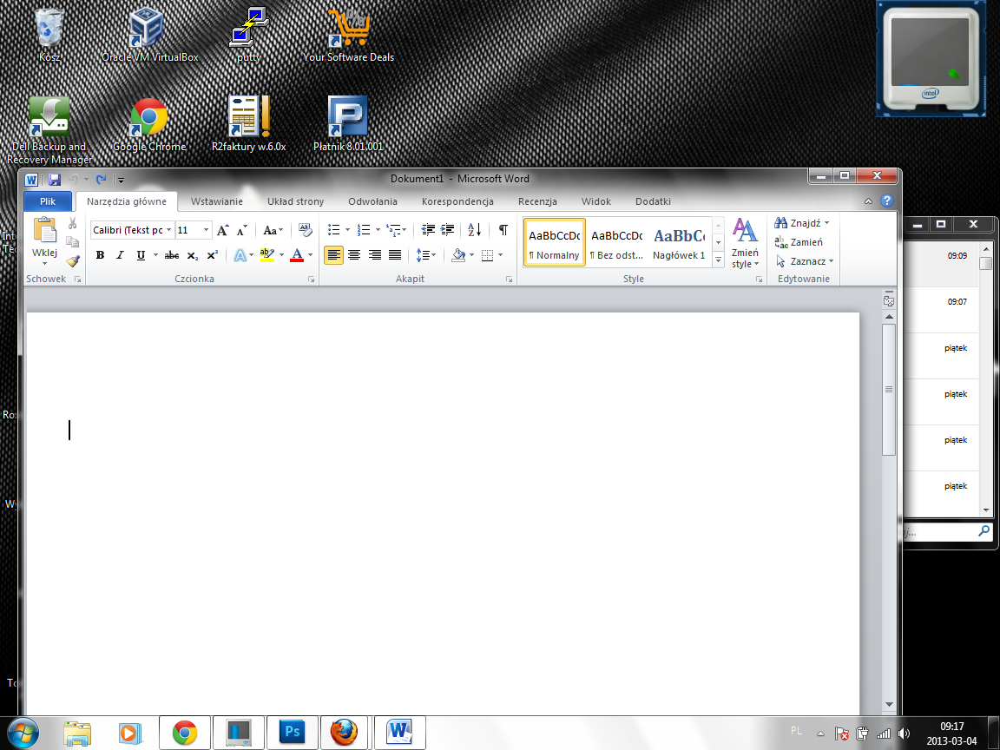 Kosz
Oracle VM VirtualBox
putty
Your Software Deals
intel
Dell Backup and
Recovery Manager
Google Chrome
R2faktury w.6.0x
Płatnik 8.01.001
Dokument1 - Microsoft Word
Plik
Narzędzia główne
Wstawianie
Układ strony
Odwołania
Korespondencja
Recenzja
Widok
Dodatki
Wklej
Calibri (Tekst pc
11
Aa
B I U abc x₂ x²
AaBbCcDc
¶ Normalny
AaBbCcDc
¶ Bez odst...
AaBbC
Nagłówek 1
Zmień
style
Znajdź
Zamień
Zaznacz
Schowek
Czcionka
Akapit
Style
Edytowanie
09:09
09:07
piątek
piątek
piątek
piątek
Ps
PL
09:17
2013-03-04